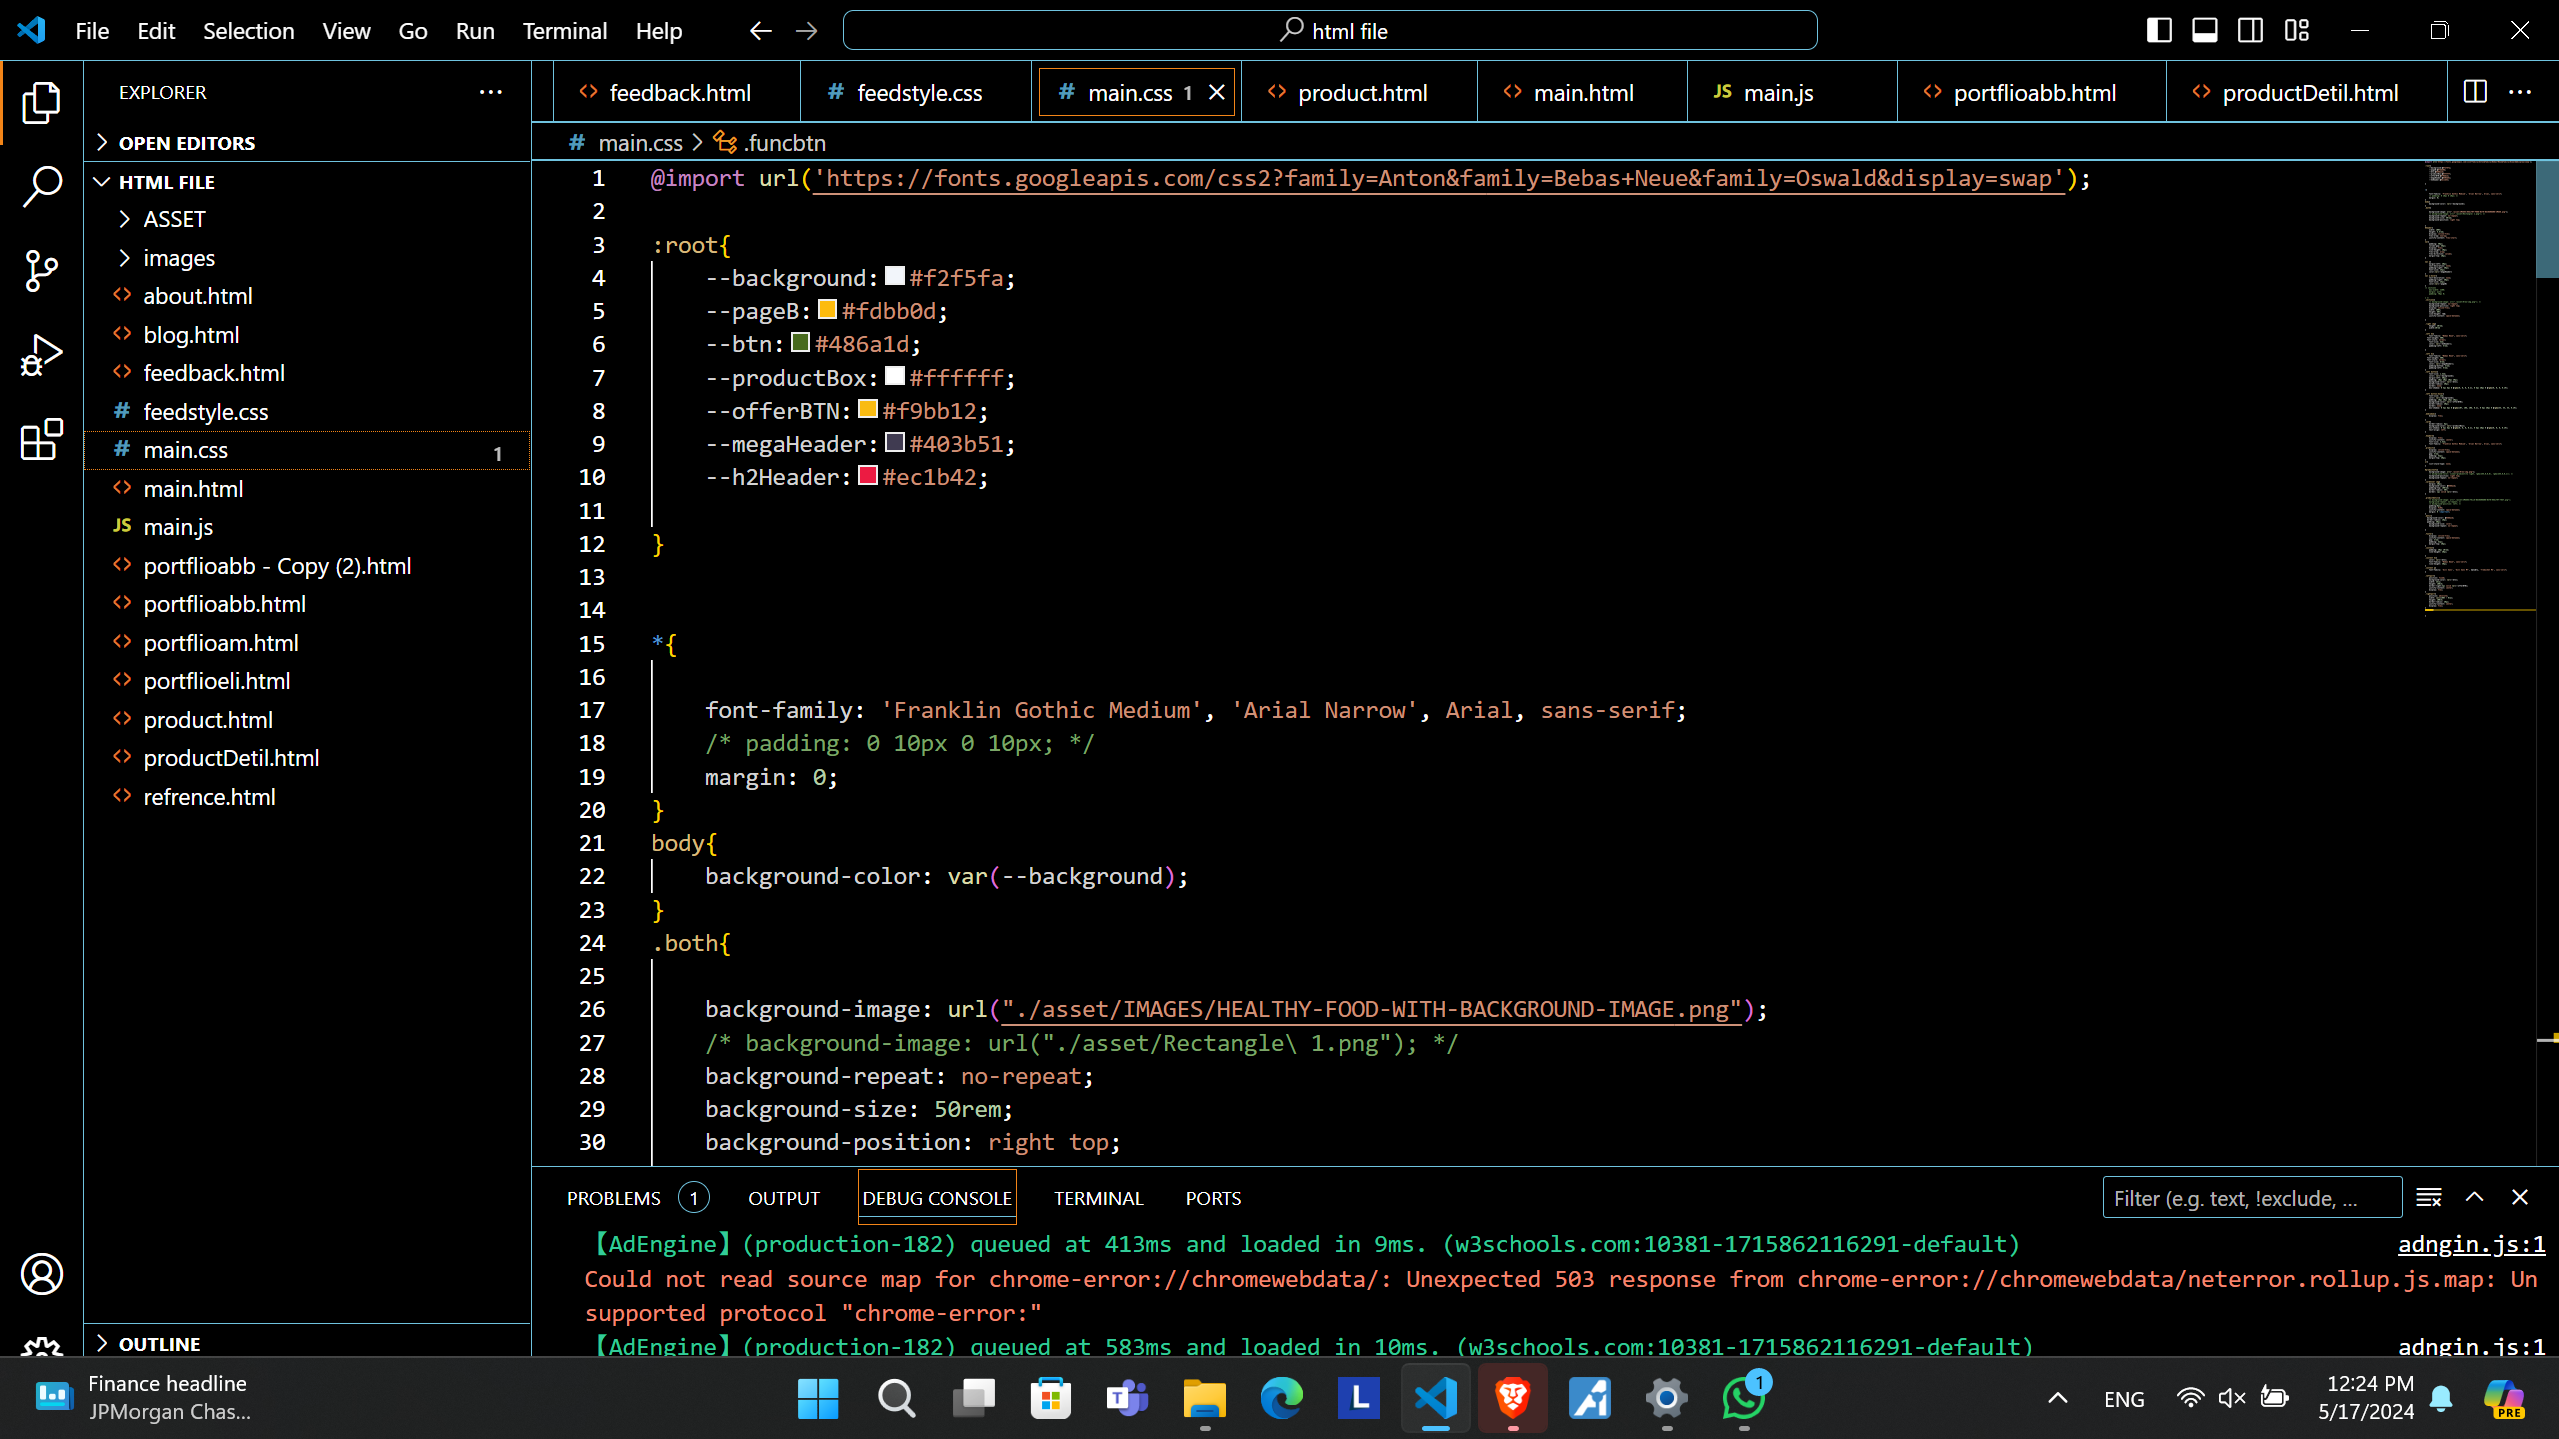 File Edit Selection View Go Run Terminal Help
html file
EXPLORER
feedback.html
feedstyle.css
main.css 1
product.html
main.html
JS main.js
portflioabb.html
productDetil.html
# main.css > .funcbtn
OPEN EDITORS
HTML FILE
ASSET
images
about.html
blog.html
feedback.html
# feedstyle.css
# main.css 1
main.html
JS main.js
portflioabb - Copy (2).html
portflioabb.html
portflioam.html
portflioeli.html
product.html
productDetil.html
refrence.html
OUTLINE
1 @import url('https://fonts.googleapis.com/css2?family=Anton&family=Bebas+Neue&family=Oswald&display=swap');
2
3 :root{
4 --background: #f2f5fa;
5 --pageB: #fdbb0d;
6 --btn: #486a1d;
7 --productBox: #ffffff;
8 --offerBTN: #f9bb12;
9 --megaHeader: #403b51;
10 --h2Header: #ec1b42;
11
12 }
13
14
15 *{
16
17 font-family: 'Franklin Gothic Medium', 'Arial Narrow', Arial, sans-serif;
18 /* padding: 0 10px 0 10px; */
19 margin: 0;
20 }
21 body{
22 background-color: var(--background);
23 }
24 .both{
25
26 background-image: url("./asset/IMAGES/HEALTHY-FOOD-WITH-BACKGROUND-IMAGE.png");
27 /* background-image: url("./asset/Rectangle\ 1.png"); */
28 background-repeat: no-repeat;
29 background-size: 50rem;
30 background-position: right top;
PROBLEMS 1 OUTPUT DEBUG CONSOLE TERMINAL PORTS
Filter (e.g. text, !exclude, ...
【AdEngine】(production-182) queued at 413ms and loaded in 9ms. (w3schools.com:10381-1715862116291-default) adngin.js:1
Could not read source map for chrome-error://chromewebdata/: Unexpected 503 response from chrome-error://chromewebdata/neterror.rollup.js.map: Un
supported protocol "chrome-error:"
【AdEngine】(production-182) queued at 583ms and loaded in 10ms. (w3schools.com:10381-1715862116291-default) adngin.js:1
Finance headline
JPMorgan Chas...
T
L
1
ENG
12:24 PM
5/17/2024
PRE